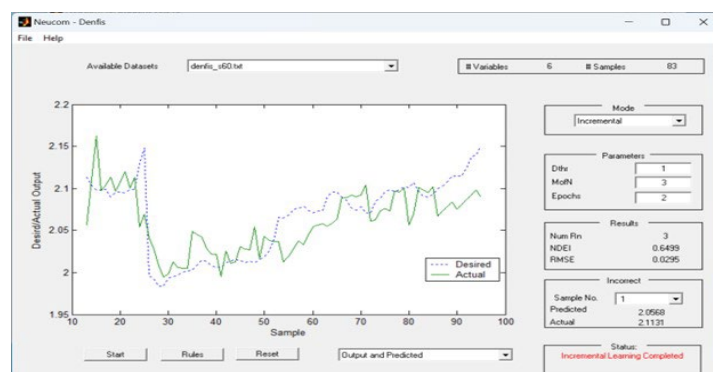 Neucom - Denfis
File Help
Available Datasets denfis_s60.txt
# Variables 6 # Samples 83
Mode
Incremental
Parameters
Dthr 1
MofN 3
Epochs 2
Results
Num Rn 3
NDEI 0.6499
RMSE 0.0295
Incorrect
Sample No. 1
Predicted 2.0568
Actual 2.1131
Status:
Incremental Learning Completed
Desird/Actual Output
2.2
2.15
2.1
2.05
2
1.95
10 20 30 40 50 60 70 80 90 100
Sample
Desired
Actual
Start Rules Reset Output and Predicted